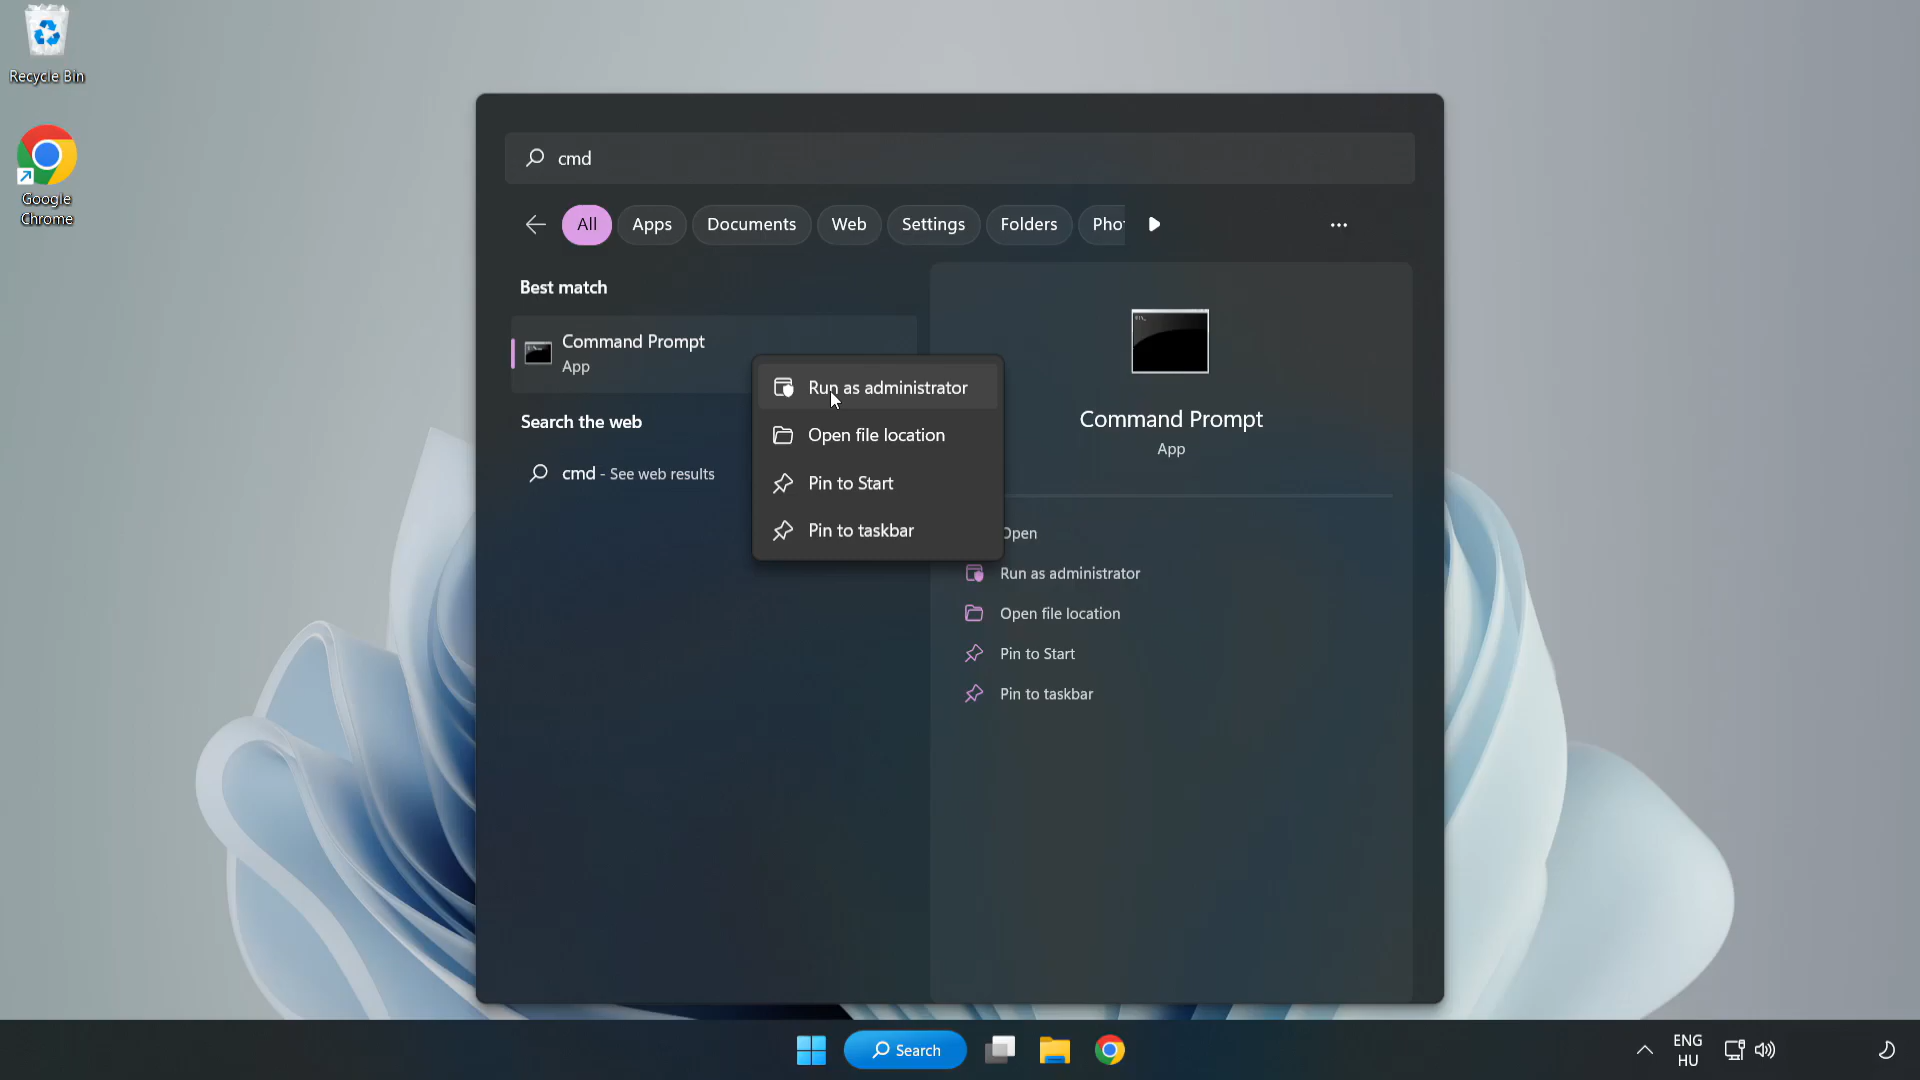 Recycle Bin
Google
Chrome
cmd
All
Apps
Documents
Web
Settings
Folders
Pho
Best match
Command Prompt
App
Search the web
cmd - See web results
Run as administrator
Open file location
Pin to Start
Pin to taskbar
Command Prompt
App
Open
Run as administrator
Open file location
Pin to Start
Pin to taskbar
Search
ENG
HU